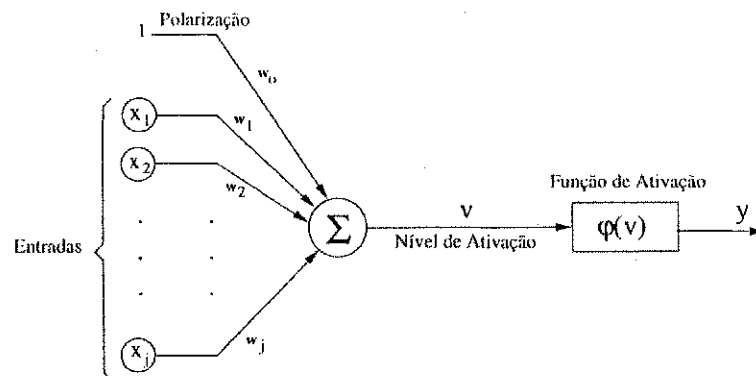 Polarização
1
w₀
x₁
w₁
x₂
w₂
Função de Ativação
Entradas
Σ
v
φ(v)
y
Nível de Ativação
xⱼ
wⱼ